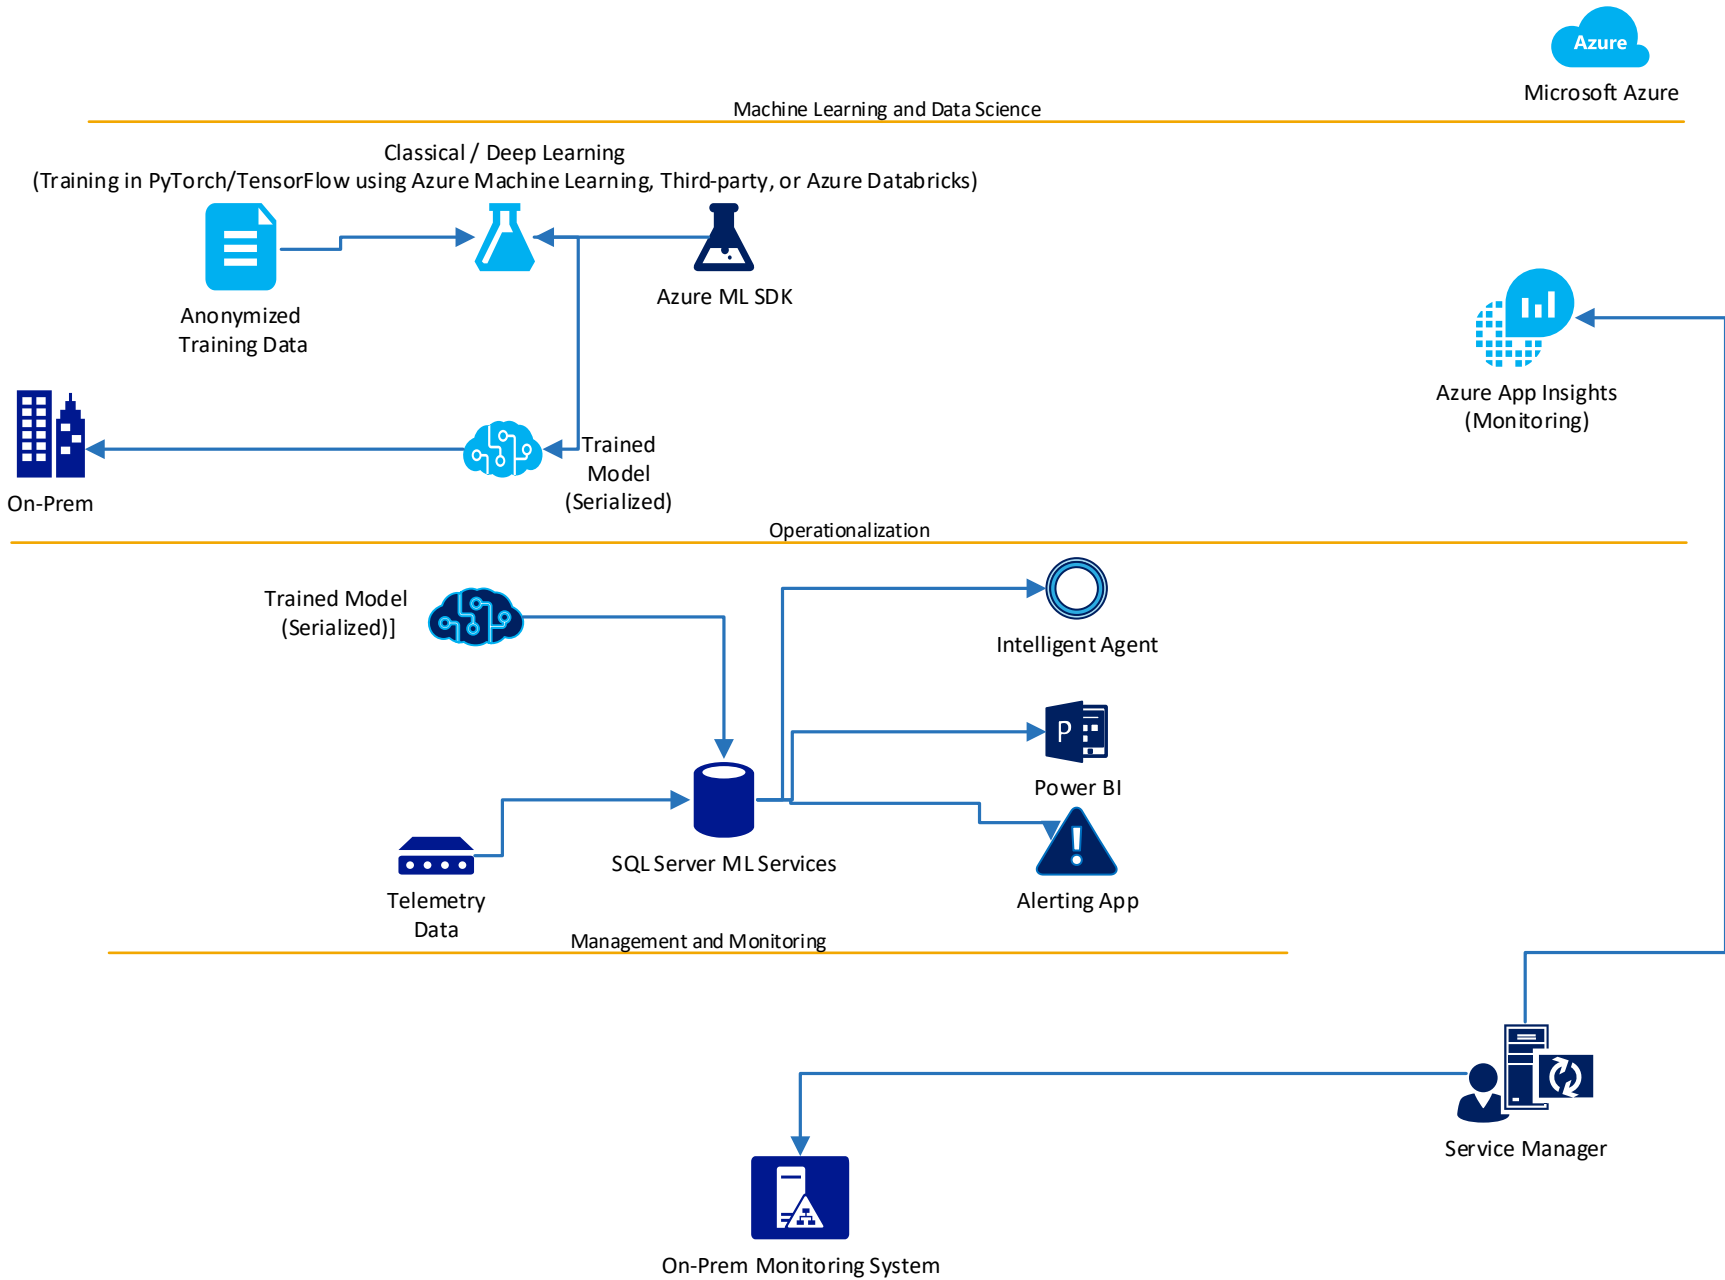 Azure
Microsoft Azure
Machine Learning and Data Science
Classical / Deep Learning
(Training in PyTorch/TensorFlow using Azure Machine Learning, Third-party, or Azure Databricks)
Azure ML SDK
Anonymized
Training Data
Azure App Insights
(Monitoring)
On-Prem
Trained
Model
(Serialized)
Operationalization
Trained Model
(Serialized)]
Intelligent Agent
P
Power BI
SQL Server ML Services
Telemetry
Data
Alerting App
Management and Monitoring
Service Manager
On-Prem Monitoring System